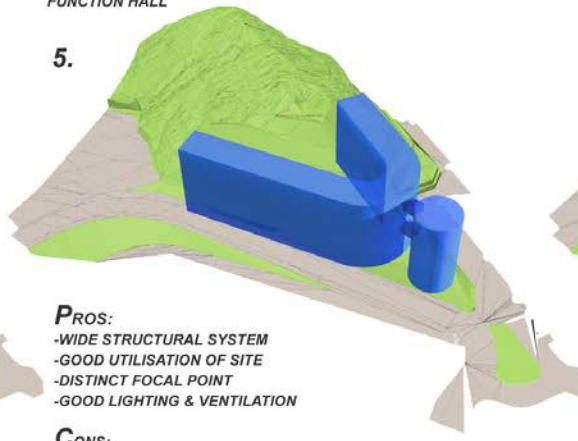 FUNCTION HALL
5.
PROS:
-WIDE STRUCTURAL SYSTEM
-GOOD UTILISATION OF SITE
-DISTINCT FOCAL POINT
-GOOD LIGHTING & VENTILATION
CONS: